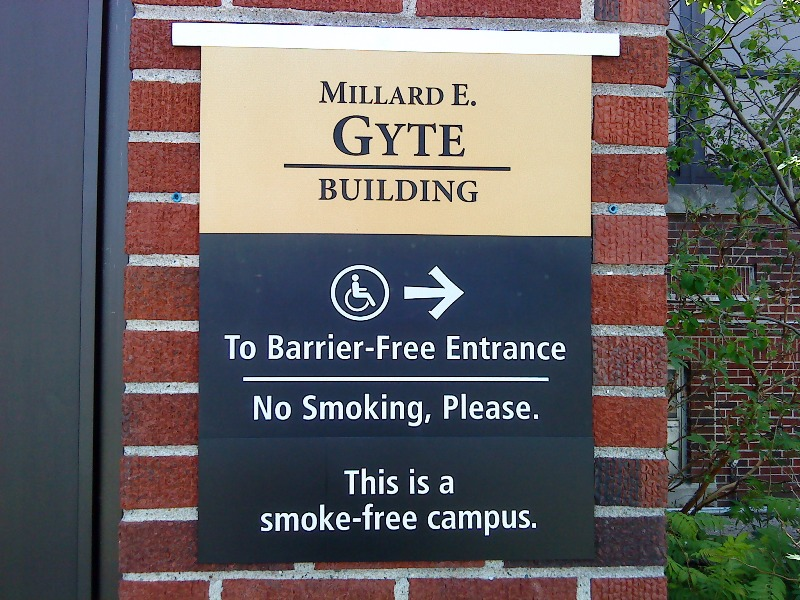 MILLARD E.
GYTE
BUILDING
To Barrier-Free Entrance
No Smoking, Please.
This is a
smoke-free campus.